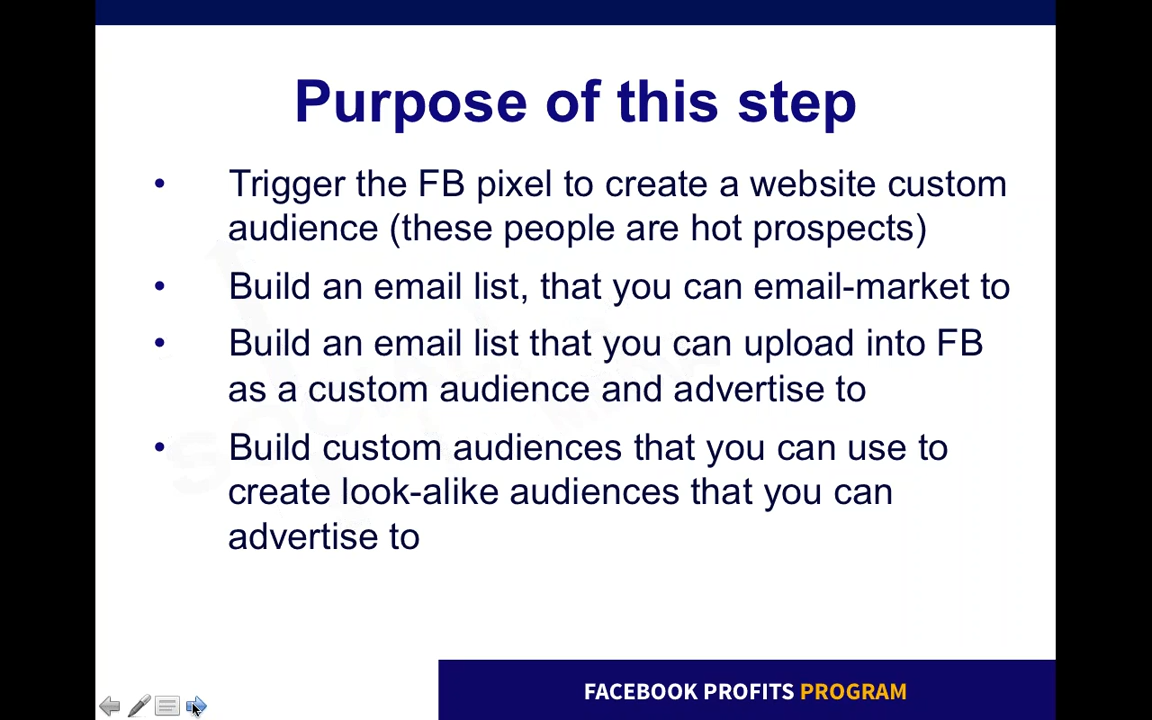 Purpose of this step
• Trigger the FB pixel to create a website custom
audience (these people are hot prospects)
• Build an email list, that you can email-market to
• Build an email list that you can upload into FB
as a custom audience and advertise to
• Build custom audiences that you can use to
create look-alike audiences that you can
advertise to
FACEBOOK PROFITS PROGRAM